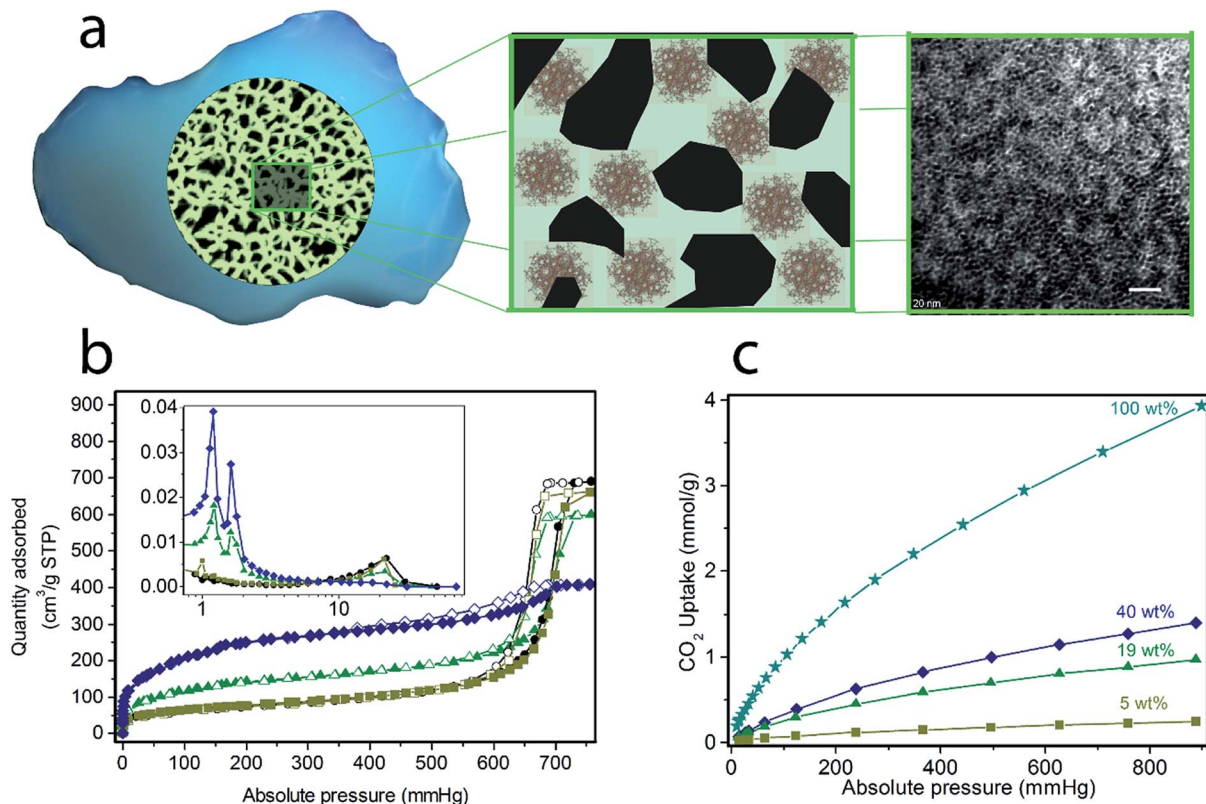 a
20 nm
b
Quantity adsorbed
(cm³/g STP)
900
800
700
600
500
400
300
200
100
0
0.04
0.03
0.02
0.01
0.00
1
10
0
100
200
300
400
500
600
700
Absolute pressure (mmHg)
c
CO₂ Uptake (mmol/g)
4
3
2
1
0
100 wt%
40 wt%
19 wt%
5 wt%
0
200
400
600
800
Absolute pressure (mmHg)